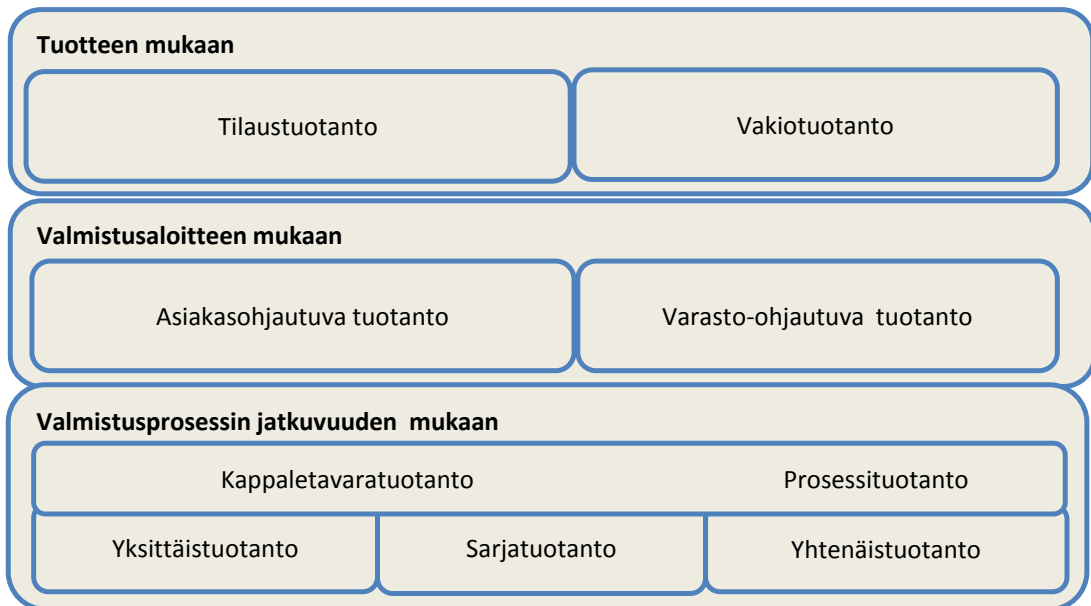 Tuotteen mukaan
Tilaustuotanto Vakiotuotanto
Valmistusaloitteen mukaan
Asiakasohjautuva tuotanto Varasto-ohjautuva tuotanto
Valmistusprosessin jatkuvuuden mukaan
Kappaletavaratuotanto Prosessituotanto
Yksittäistuotanto Sarjatuotanto Yhtenäistuotanto